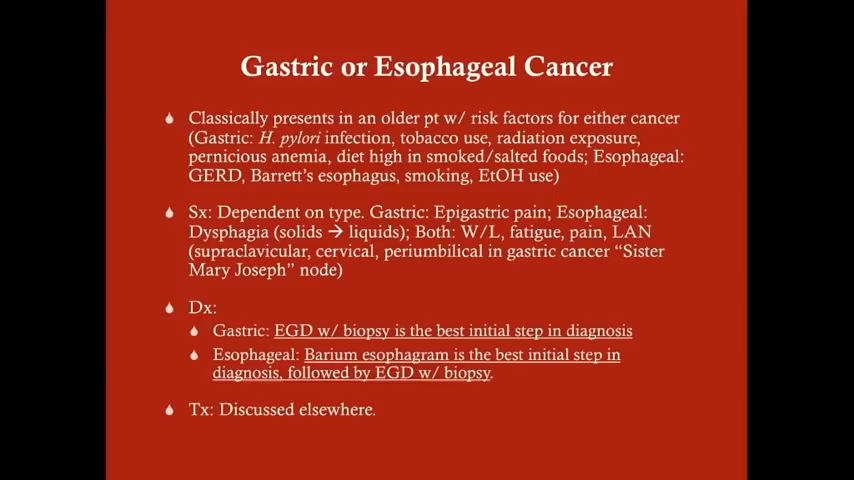 Gastric or Esophageal Cancer
Classically presents in an older pt w/ risk factors for either cancer
(Gastric: H. pylori infection, tobacco use, radiation exposure,
pernicious anemia, diet high in smoked/salted foods; Esophageal:
GERD, Barrett's esophagus, smoking, EtOH use)
Sx: Dependent on type. Gastric: Epigastric pain; Esophageal:
Dysphagia (solids → liquids); Both: W/L, fatigue, pain, LAN
(supraclavicular, cervical, periumbilical in gastric cancer “Sister
Mary Joseph” node)
Dx:
Gastric: EGD w/ biopsy is the best initial step in diagnosis
Esophageal: Barium esophagram is the best initial step in
diagnosis, followed by EGD w/ biopsy.
Tx: Discussed elsewhere.